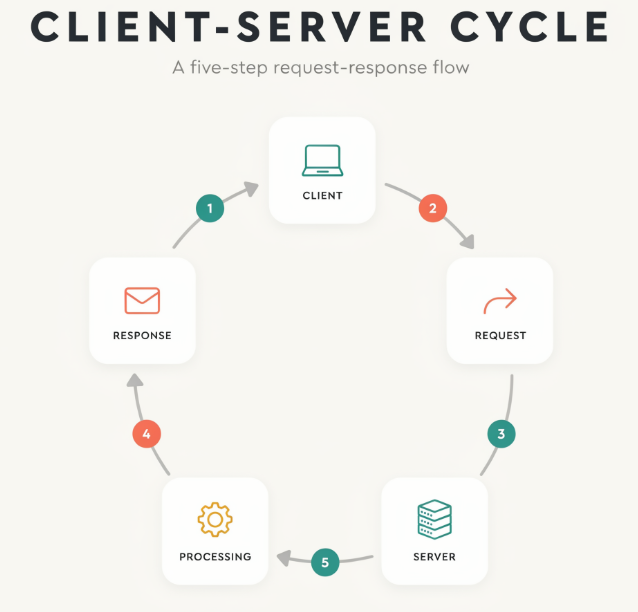 CLIENT-SERVER CYCLE
A five-step request-response flow
CLIENT
1
2
RESPONSE
REQUEST
4
3
PROCESSING
SERVER
5